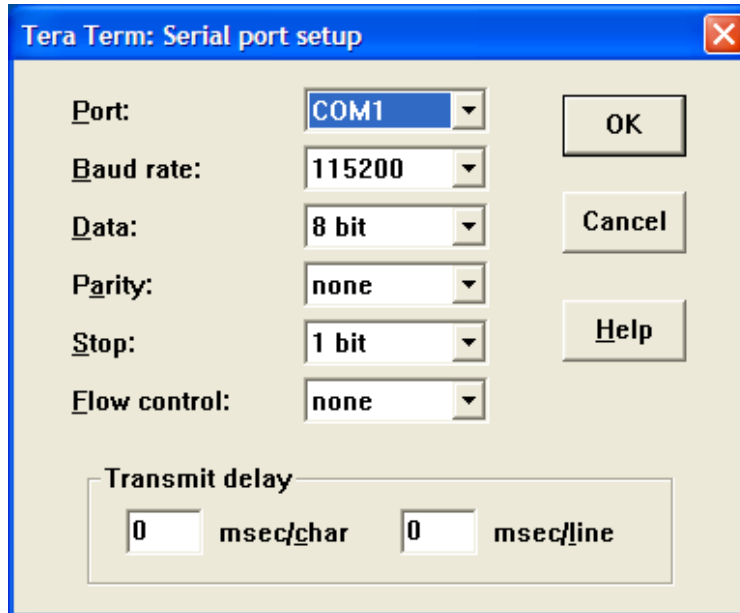 Tera Term: Serial port setup
Port: COM1 OK
Baud rate: 115200
Data: 8 bit Cancel
Parity: none
Stop: 1 bit Help
Flow control: none
Transmit delay
0 msec/char 0 msec/line